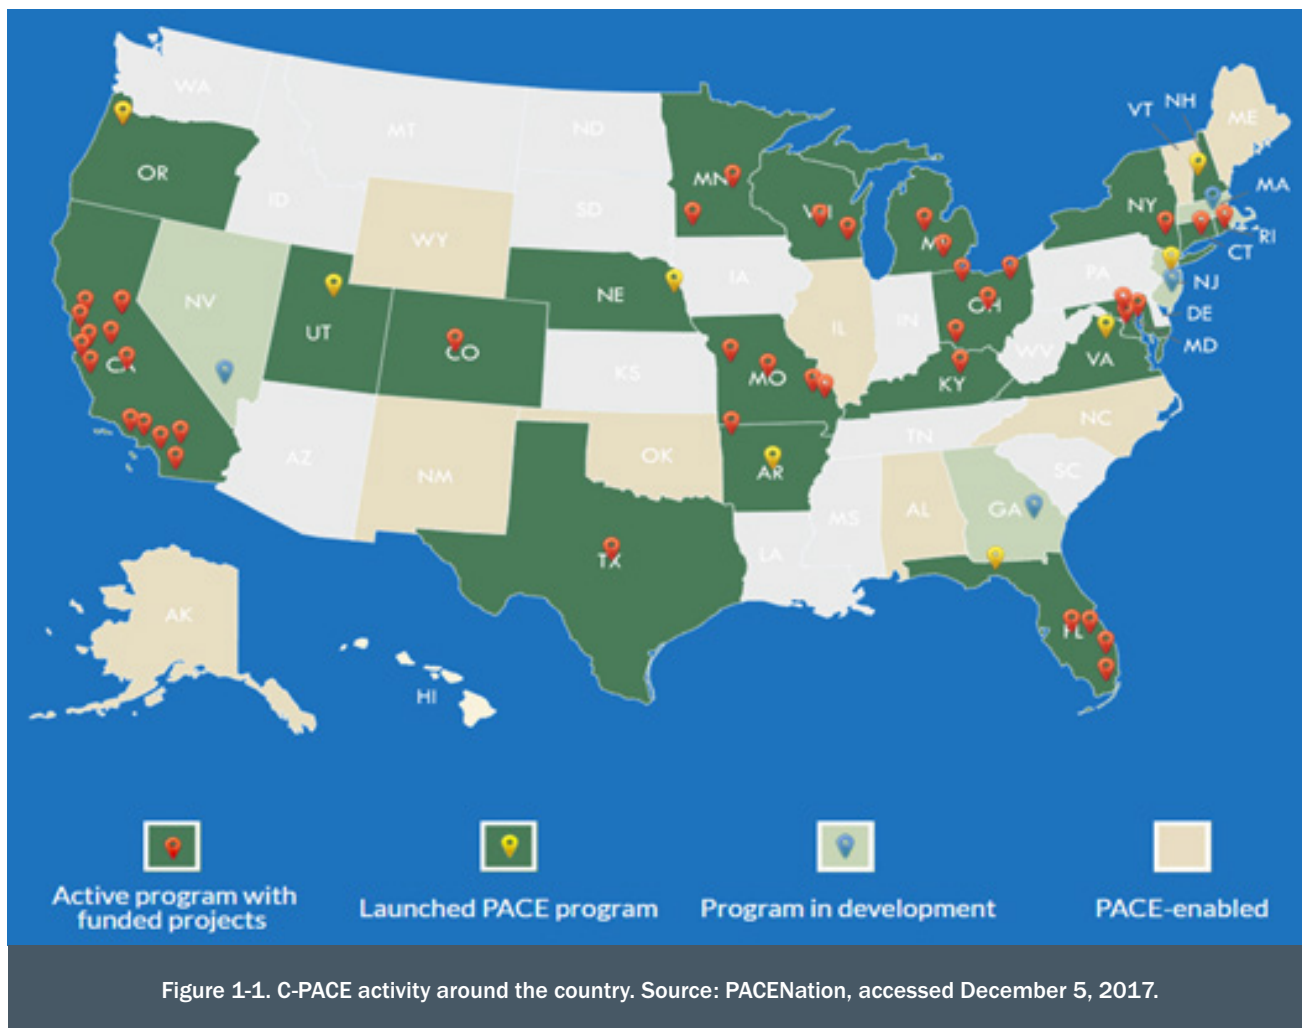 WA
MT
ND
MN
VT
NH
ME
OR
ID
SD
WI
MA
WY
NY
MI
RI
CT
NV
NE
IA
PA
NJ
UT
CO
IL
IN
OH
DE
MD
CA
KS
MO
WV
VA
KY
AZ
NM
OK
AR
TN
NC
SC
MS
AL
GA
TX
LA
FL
AK
HI
Active program with
funded projects
Launched PACE program
Program in development
PACE-enabled
Figure 1-1. C-PACE activity around the country. Source: PACENation, accessed December 5, 2017.